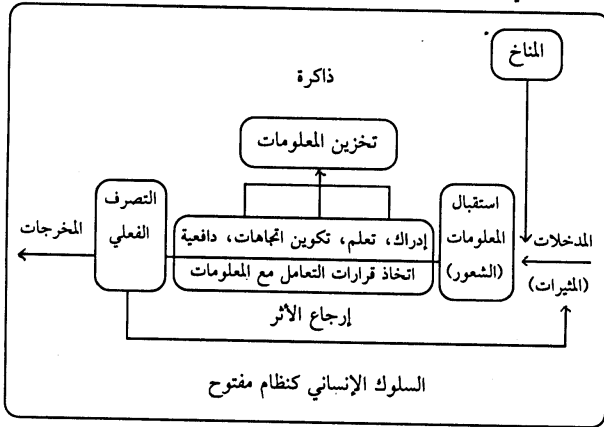 المناخ
ذاكرة
تخزين المعلومات
المدخلات
(المثيرات)
استقبال
المعلومات
(الشعور)
إدراك، تعلم، تكوين اتجاهات، دافعية
اتخاذ قرارات التعامل مع المعلومات
التصرف
الفعلي
المخرجات
إرجاع الأثر
السلوك الإنساني كنظام مفتوح